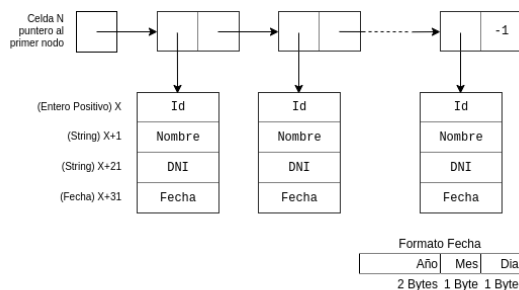 Celda N
puntero al
primer nodo
-1
(Entero Positivo) X
Id
Id
Id
(String) X+1
Nombre
Nombre
Nombre
(String) X+21
DNI
DNI
DNI
(Fecha) X+31
Fecha
Fecha
Fecha
Formato Fecha
Año Mes Dia
2 Bytes 1 Byte 1 Byte